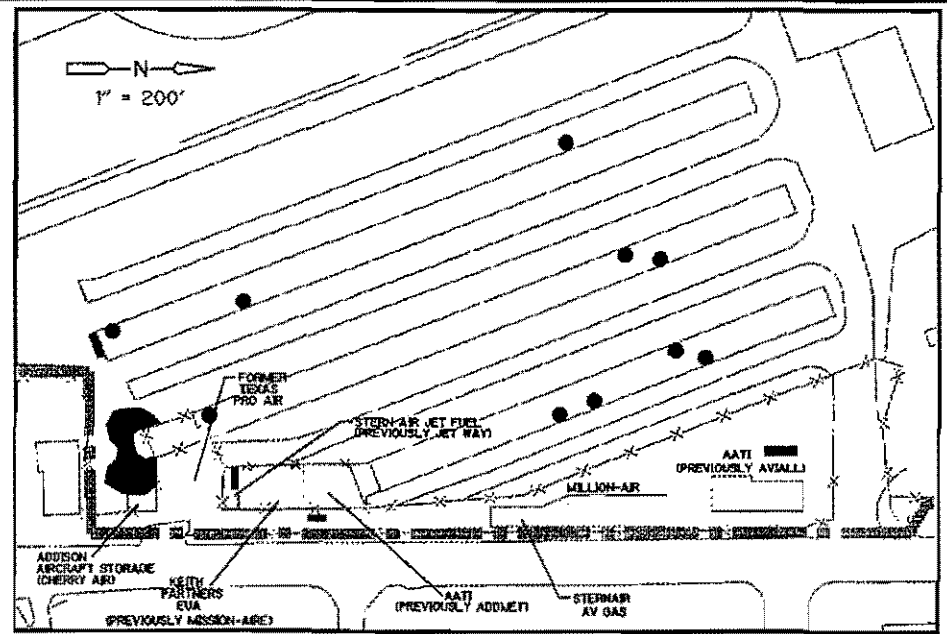 N
1" = 200'
FORMER
TEXAS
PRO AIR
STERN-AIR JET FUEL
(PREVIOUSLY JET WAY)
AATI
(PREVIOUSLY AVIALL)
MILLION-AIR
ADDISON
AIRCRAFT STORAGE
(CHERRY AIR)
KEITH
PARTNERS
EVA
(PREVIOUSLY MISSION-AIRE)
AATI
(PREVIOUSLY ADDJET)
STERNAIR
AV GAS